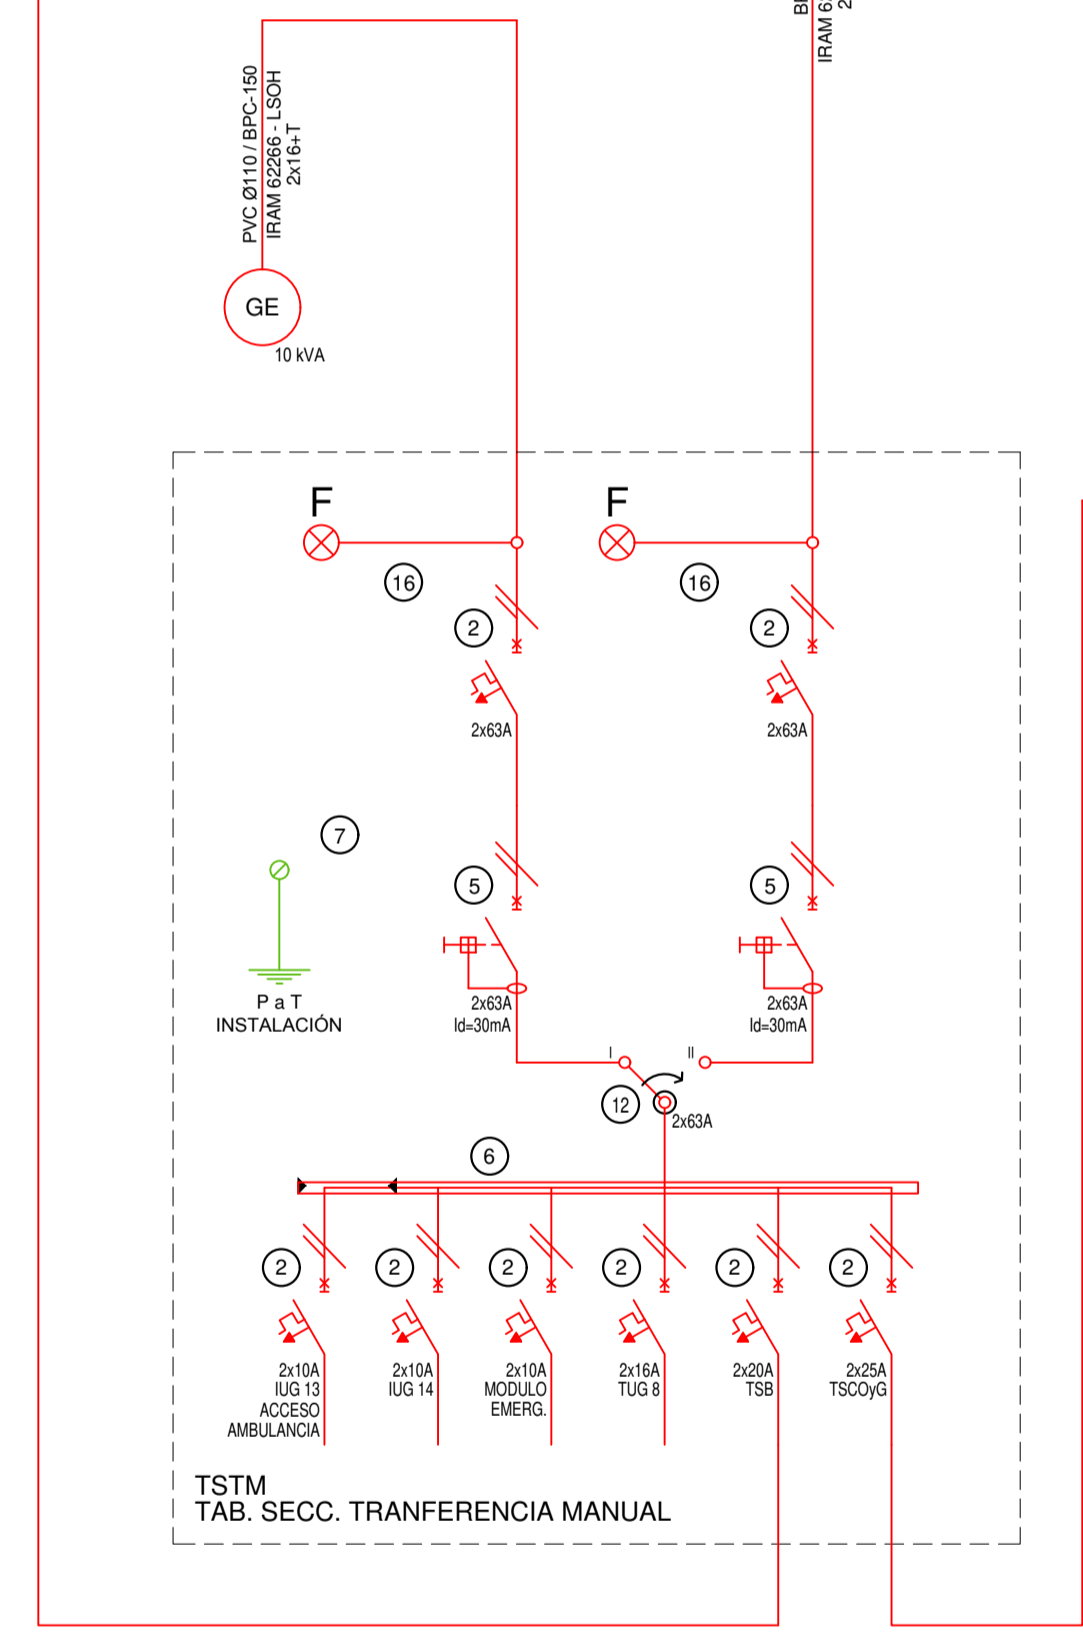 PVC Ø110 / BPC-150
IRAM 62266 - LSOH
2x16+T
GE
10 kVA
F
F
16
16
2
2
2x63A
2x63A
7
5
5
P a T
INSTALACIÓN
2x63A
Id=30mA
2x63A
Id=30mA
I
II
12
2x63A
6
2
2
2
2
2
2
2x10A
IUG 13
ACCESO
AMBULANCIA
2x10A
IUG 14
2x10A
MODULO
EMERG.
2x16A
TUG 8
2x20A
TSB
2x25A
TSCOyG
TSTM
TAB. SECC. TRANFERENCIA MANUAL